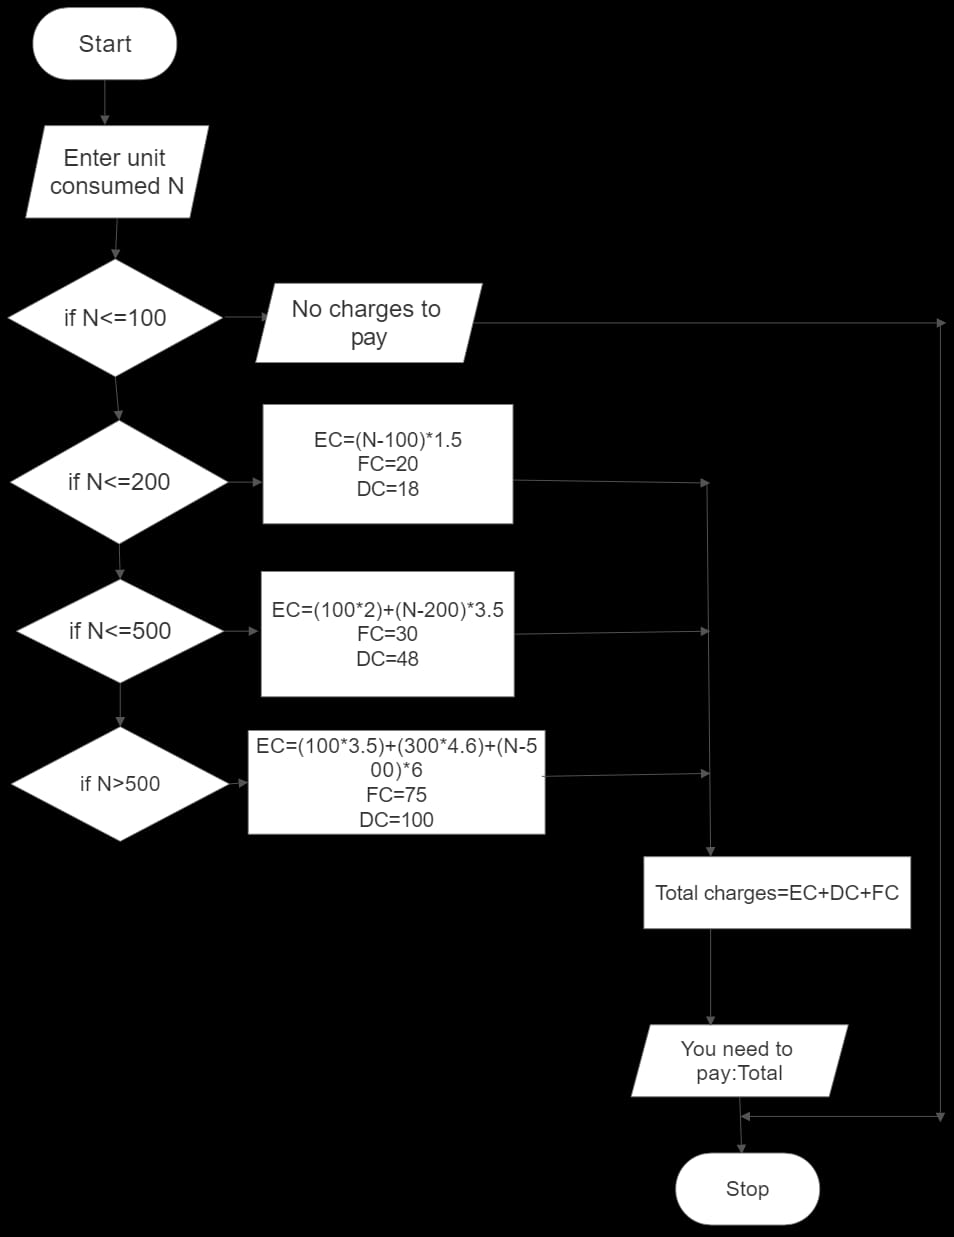 Start
Enter unit
consumed N
if N<=100
No charges to
pay
if N<=200
EC=(N-100)*1.5
FC=20
DC=18
if N<=500
EC=(100*2)+(N-200)*3.5
FC=30
DC=48
if N>500
EC=(100*3.5)+(300*4.6)+(N-5
00)*6
FC=75
DC=100
Total charges=EC+DC+FC
You need to
pay:Total
Stop